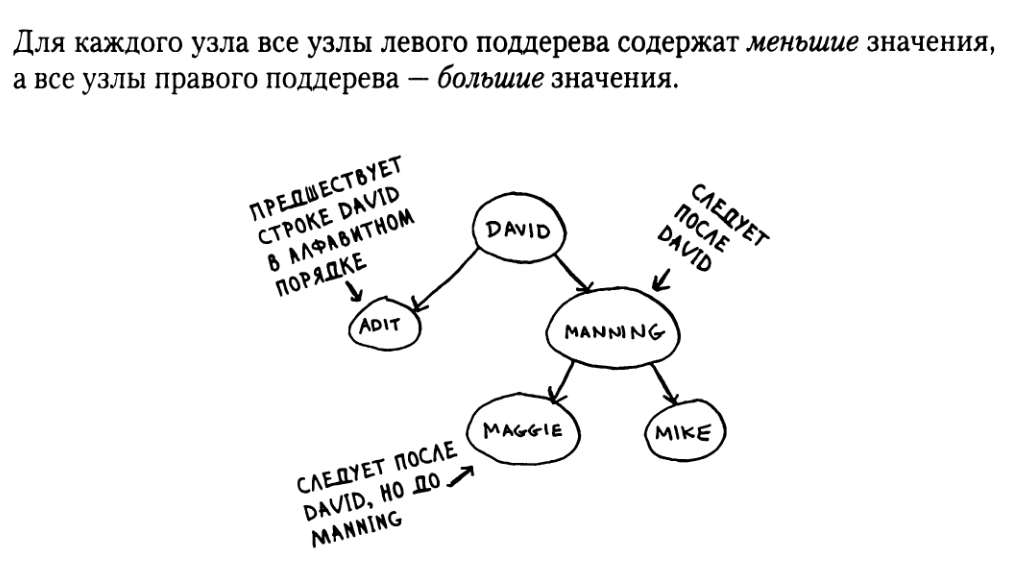 Для каждого узла все узлы левого поддерева содержат меньшие значения,
а все узлы правого поддерева — большие значения.
ПРЕДШЕСТВУЕТ
СТРОКЕ DAVID
В АЛФАВИТНОМ
ПОРЯДКЕ
DAVID
СЛЕДУЕТ
ПОСЛЕ
DAVID
ADIT
MANNING
MAGGIE
MIKE
СЛЕДУЕТ ПОСЛЕ
DAVID, НО ДО
MANNING